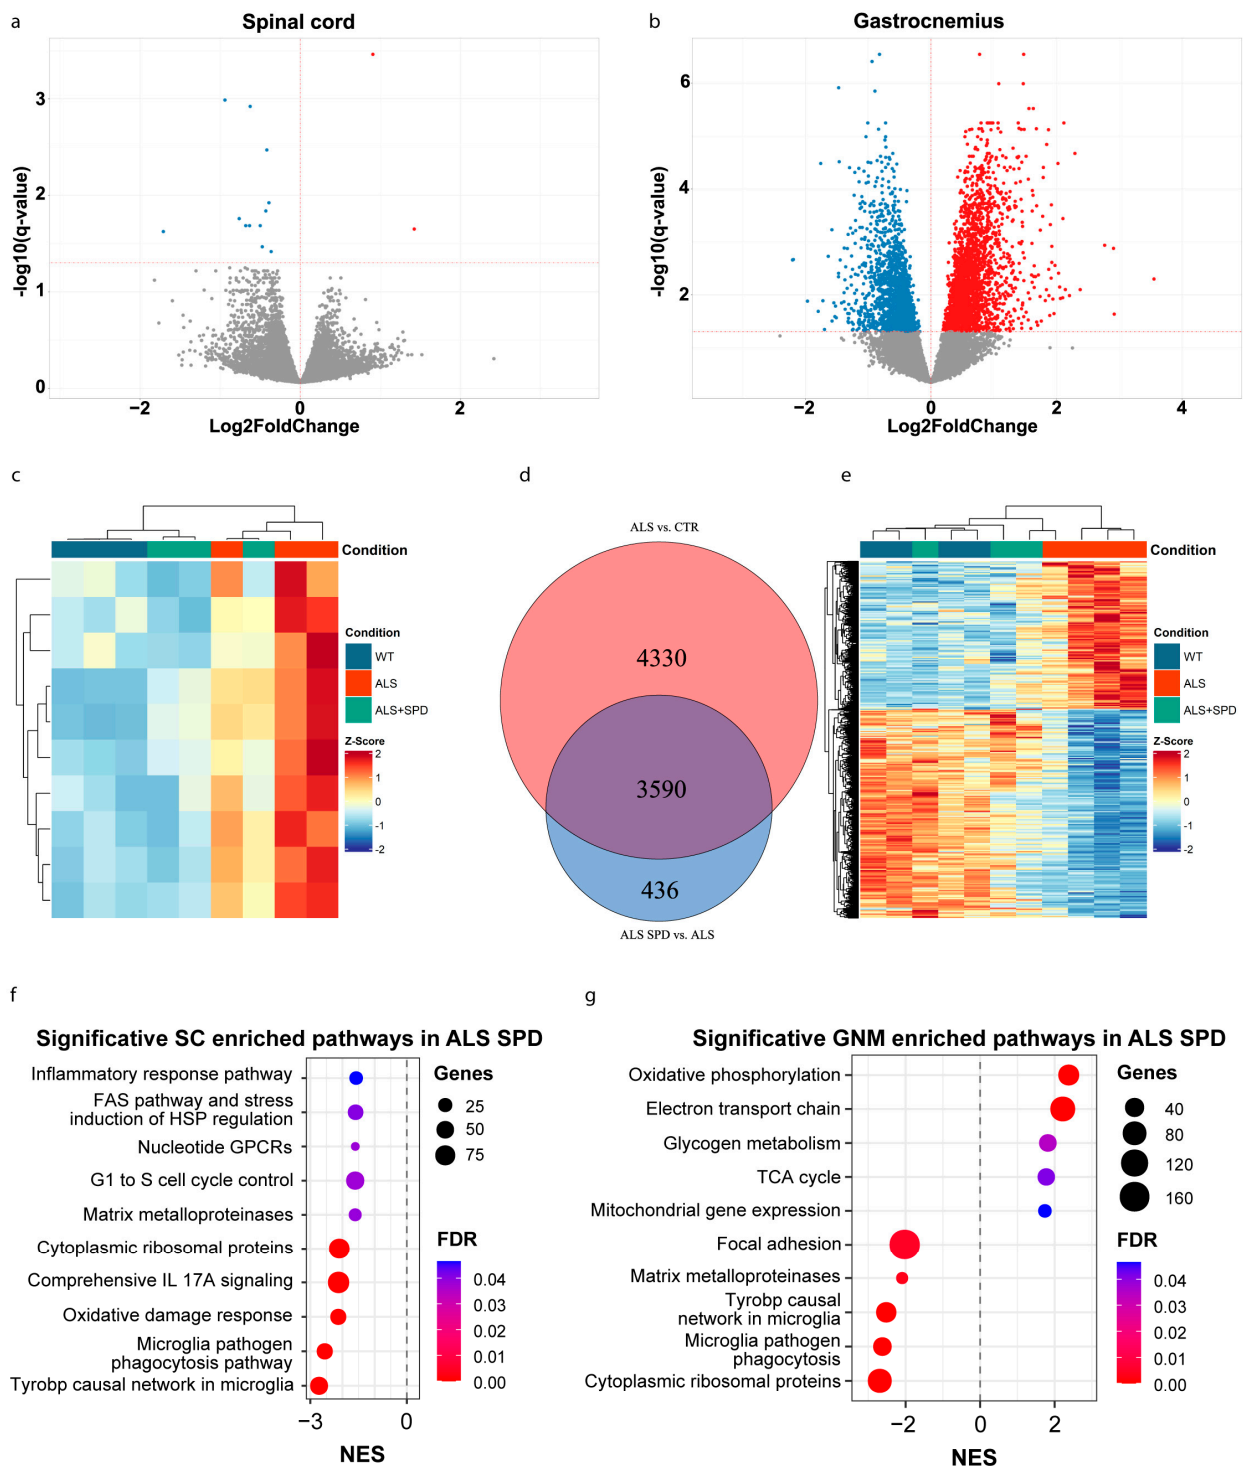 a
Spinal cord
-log10(q-value)
3
2
1
0
−2
0
2
Log2FoldChange
b
Gastrocnemius
-log10(q-value)
6
4
2
−2
0
2
4
Log2FoldChange
c
Condition
Condition
WT
ALS
ALS+SPD
Z-Score
2
1
0
-1
-2
d
ALS vs. CTR
4330
3590
436
ALS SPD vs. ALS
e
Condition
Condition
WT
ALS
ALS+SPD
Z-Score
2
1
0
-1
-2
f
Significative SC enriched pathways in ALS SPD
Inflammatory response pathway
FAS pathway and stress
induction of HSP regulation
Nucleotide GPCRs
G1 to S cell cycle control
Matrix metalloproteinases
Cytoplasmic ribosomal proteins
Comprehensive IL 17A signaling
Oxidative damage response
Microglia pathogen
phagocytosis pathway
Tyrobp causal network in microglia
−3
0
NES
Genes
25
50
75
FDR
0.04
0.03
0.02
0.01
0.00
g
Significative GNM enriched pathways in ALS SPD
Oxidative phosphorylation
Electron transport chain
Glycogen metabolism
TCA cycle
Mitochondrial gene expression
Focal adhesion
Matrix metalloproteinases
Tyrobp causal
network in microglia
Microglia pathogen
phagocytosis
Cytoplasmic ribosomal proteins
−2
0
2
NES
Genes
40
80
120
160
FDR
0.04
0.03
0.02
0.01
0.00